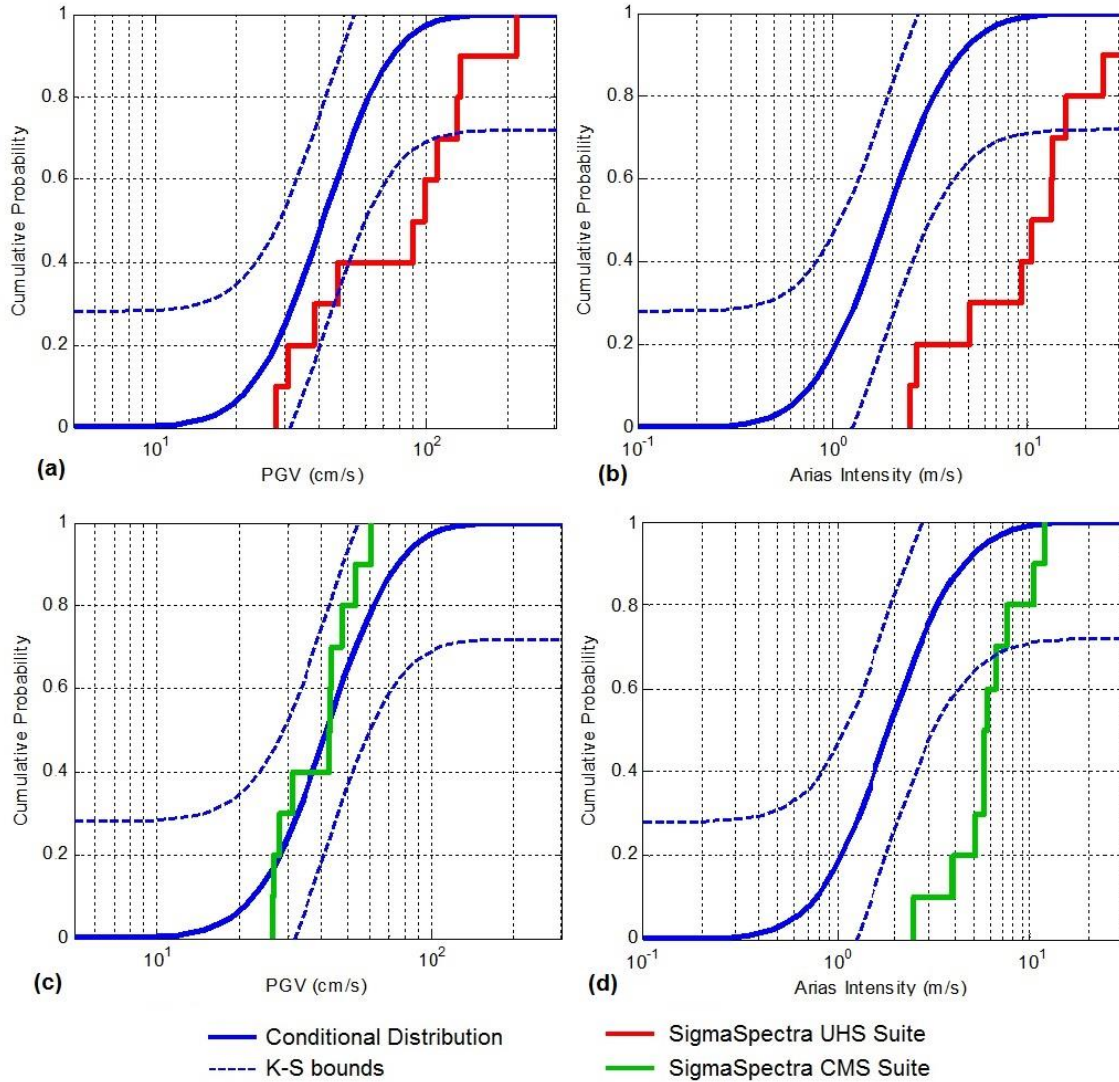 1
0.8
0.6
0.4
0.2
0
Cumulative Probability
10^1
10^2
PGV (cm/s)
(a)
1
0.8
0.6
0.4
0.2
0
Cumulative Probability
10^-1
10^0
10^1
Arias Intensity (m/s)
(b)
1
0.8
0.6
0.4
0.2
0
Cumulative Probability
10^1
10^2
PGV (cm/s)
(c)
1
0.8
0.6
0.4
0.2
0
Cumulative Probability
10^-1
10^0
10^1
Arias Intensity (m/s)
(d)
Conditional Distribution
K-S bounds
SigmaSpectra UHS Suite
SigmaSpectra CMS Suite